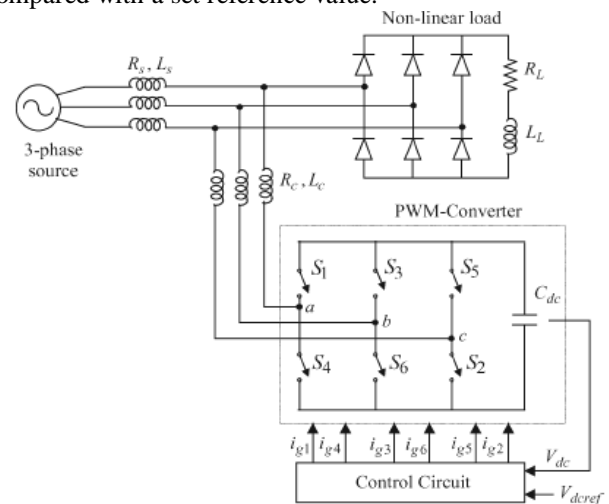 ompared with a set reference value.
Non-linear load
R_s, L_s
R_L
L_L
3-phase
source
R_c, L_c
PWM-Converter
S_1
S_3
S_5
C_dc
a
b
c
S_4
S_6
S_2
i_g1 i_g4 i_g3 i_g6 i_g5 i_g2
V_dc
Control Circuit
V_dcref